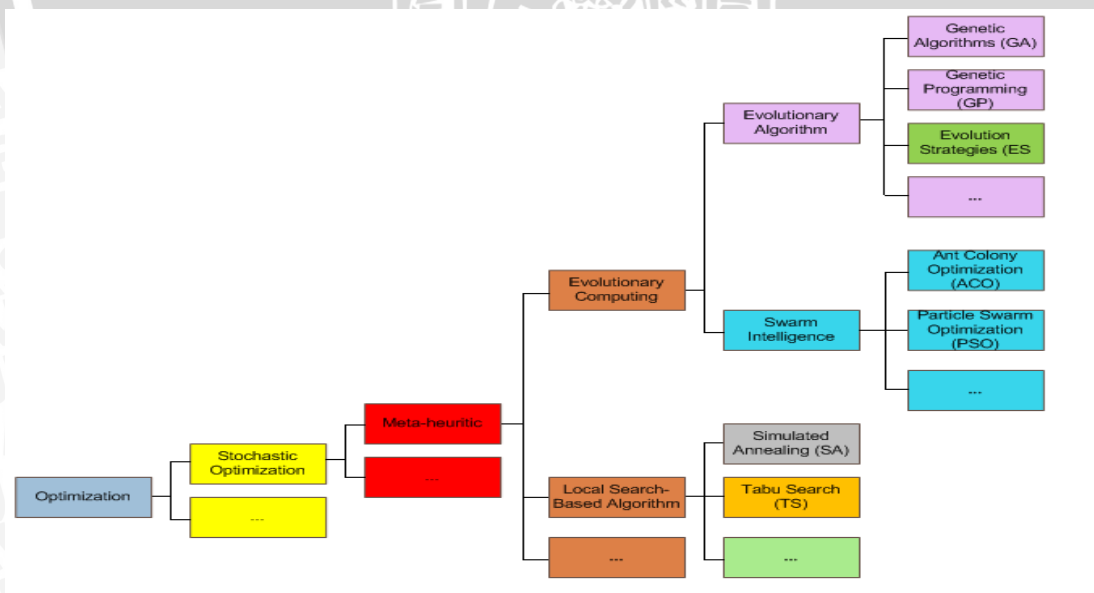 Genetic
Algorithms (GA)
Genetic
Programming
(GP)
Evolutionary
Algorithm
Evolution
Strategies (ES
...
Ant Colony
Optimization
(ACO)
Evolutionary
Computing
Particle Swarm
Optimization
(PSO)
Swarm
Intelligence
...
Meta-heuritic
Simulated
Annealing (SA)
Stochastic
Optimization
...
Optimization
Local Search-
Based Algorithm
Tabu Search
(TS)
...
...
...